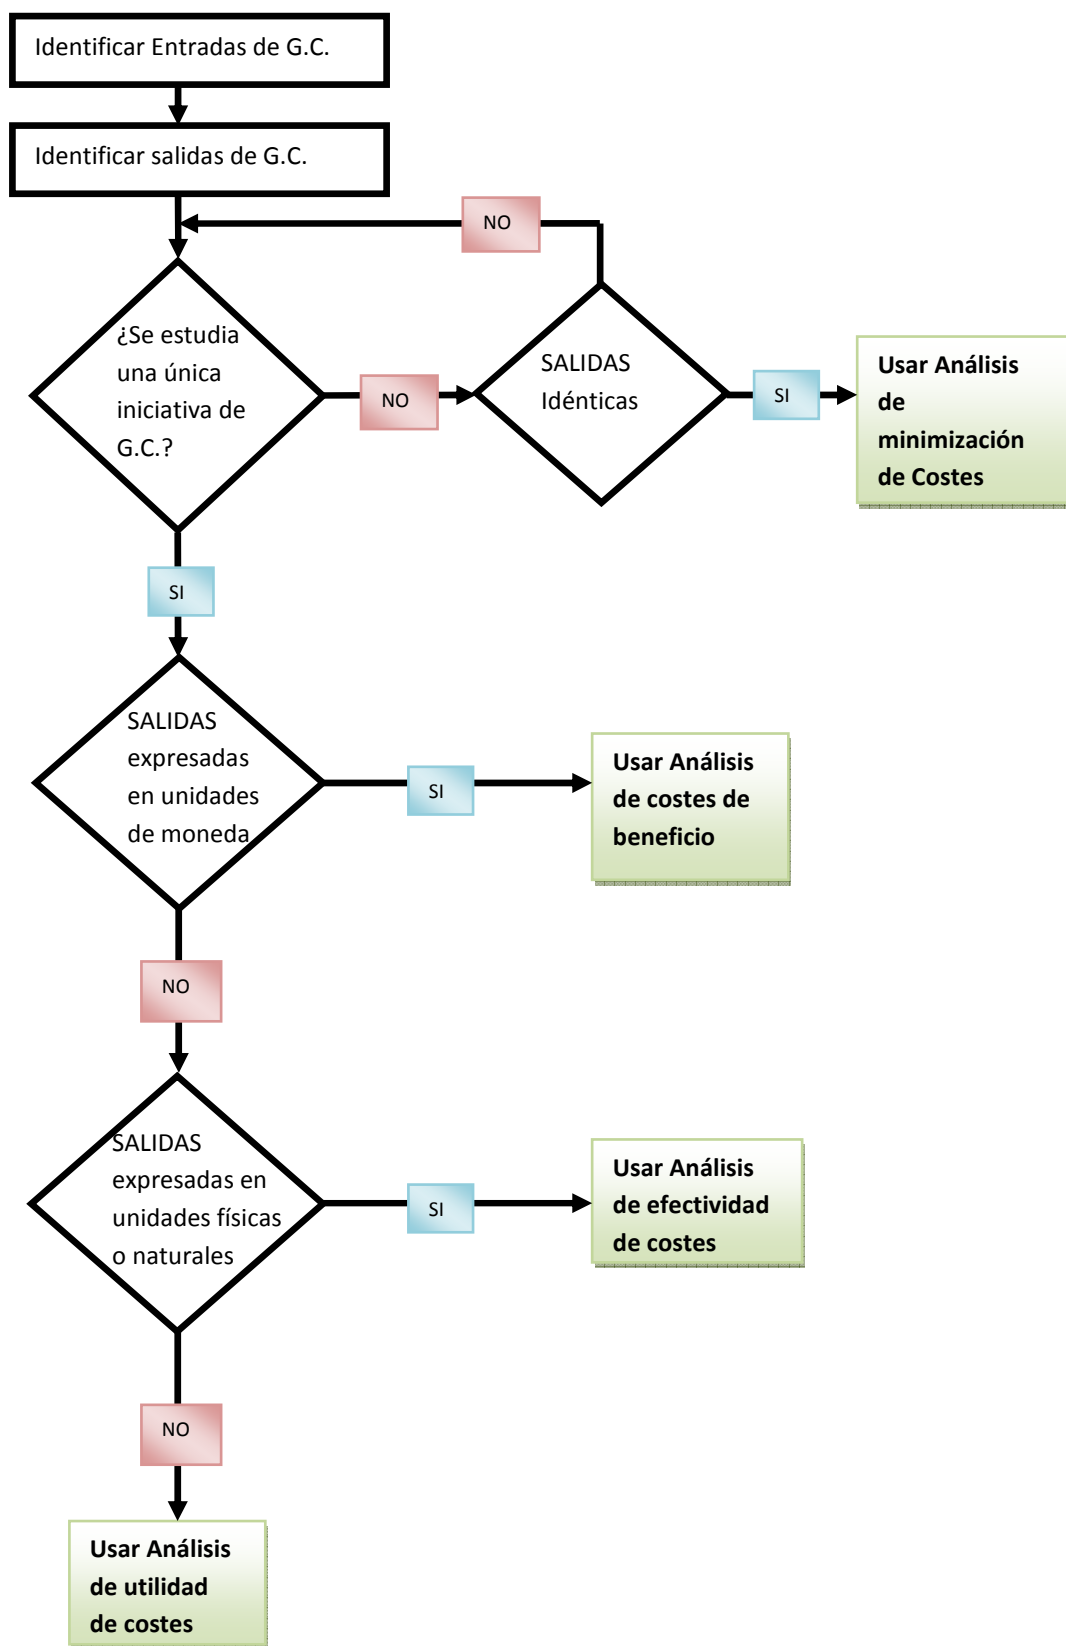 Identificar Entradas de G.C.
Identificar salidas de G.C.
NO
¿Se estudia
una única
iniciativa de
G.C.?
NO
SALIDAS
Idénticas
SI
Usar Análisis
de
minimización
de Costes
SI
SALIDAS
expresadas
en unidades
de moneda
SI
Usar Análisis
de costes de
beneficio
NO
SALIDAS
expresadas en
unidades físicas
o naturales
SI
Usar Análisis
de efectividad
de costes
NO
Usar Análisis
de utilidad
de costes